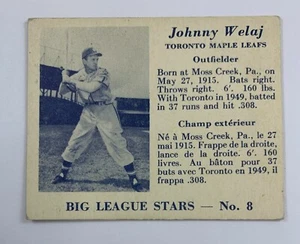 Johnny Welaj
TORONTO MAPLE LEAFS
Outfielder
Born at Moss Creek, Pa., on
May 27, 1915. Bats right.
Throws right. 6'. 160 lbs.
With Toronto in 1949, batted
in 37 runs and hit .308.
Champ extérieur
Né à Moss Creek, Pa., le 27
mai 1915. Frappe de la droite,
lance de la droite. 6'. 160
livres. Au bâton pour 37
buts avec Toronto en 1949, il
frappa .308.
BIG LEAGUE STARS — No. 8